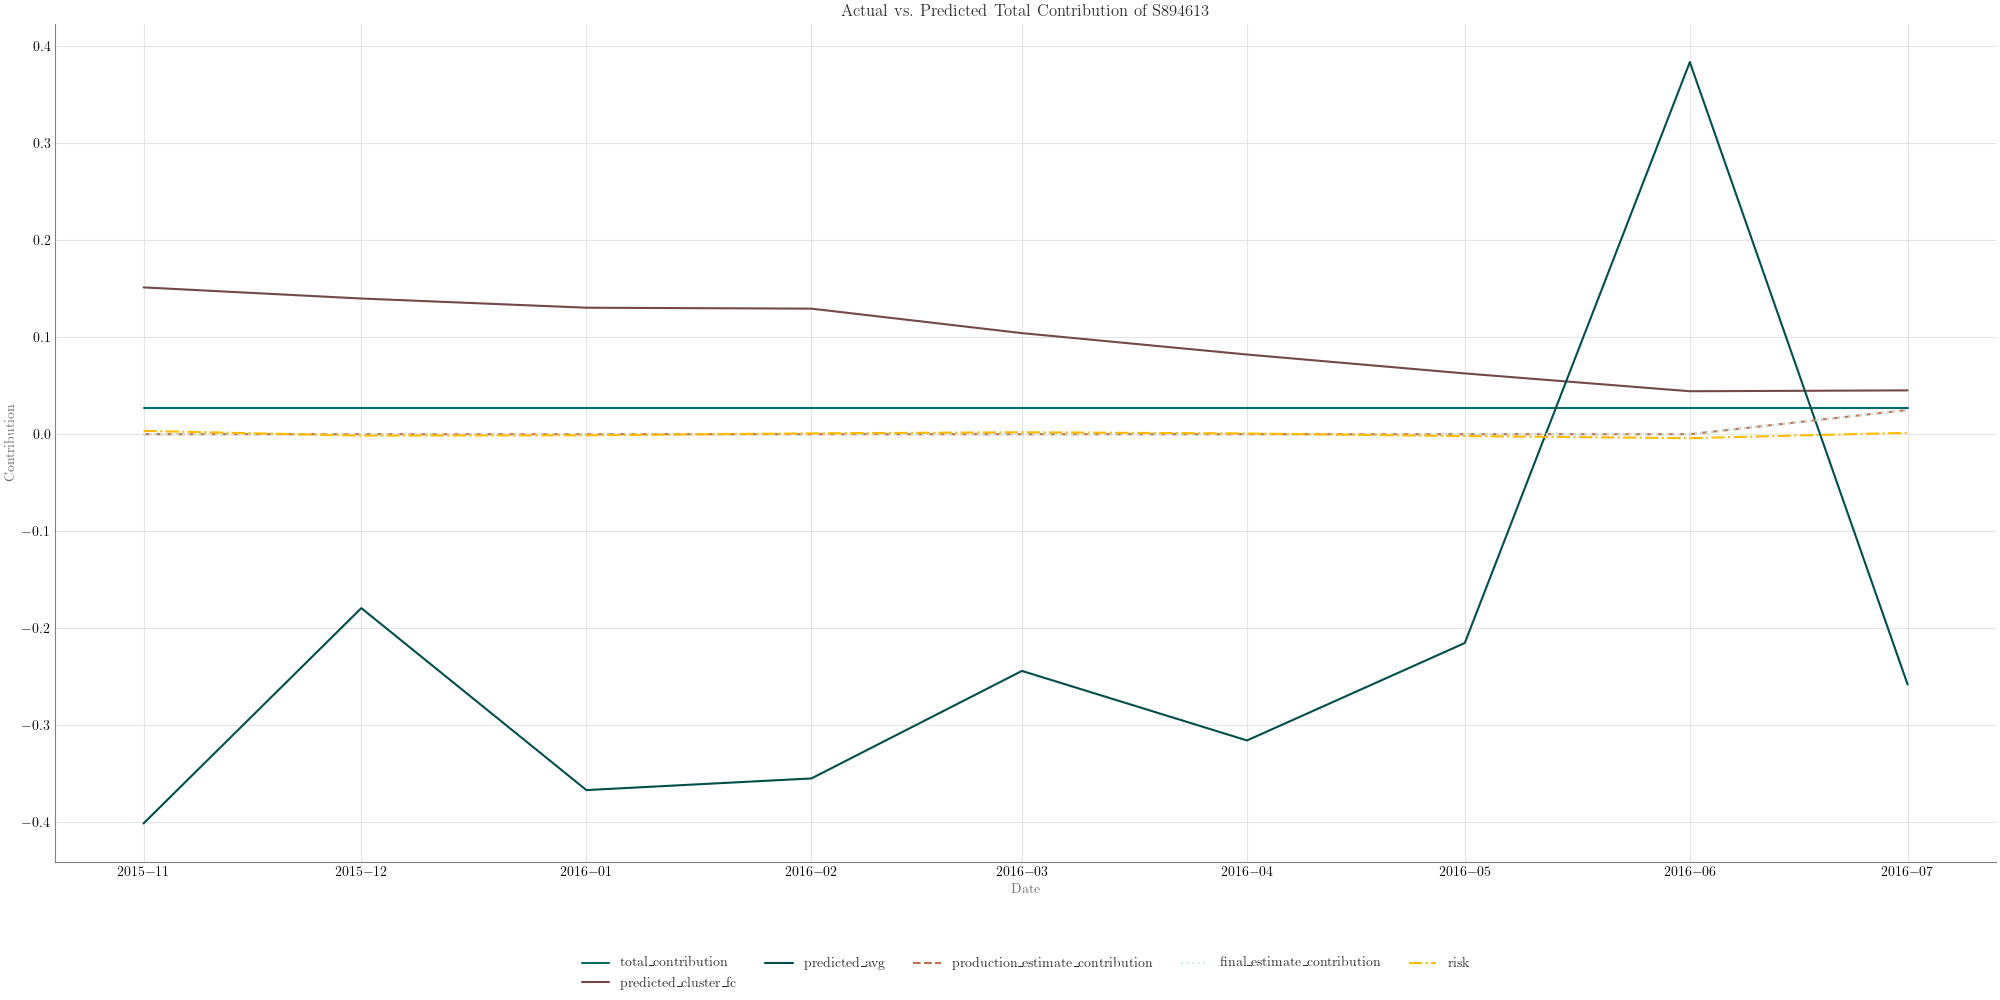 Actual vs. Predicted Total Contribution of S894613
0.4
0.3
0.2
0.1
0.0
−0.1
−0.2
−0.3
−0.4
Contribution
2015−11 2015−12 2016−01 2016−02 2016−03 2016−04 2016−05 2016−06 2016−07
Date
total_contribution predicted_avg production_estimate_contribution final_estimate_contribution risk
predicted_cluster_fc